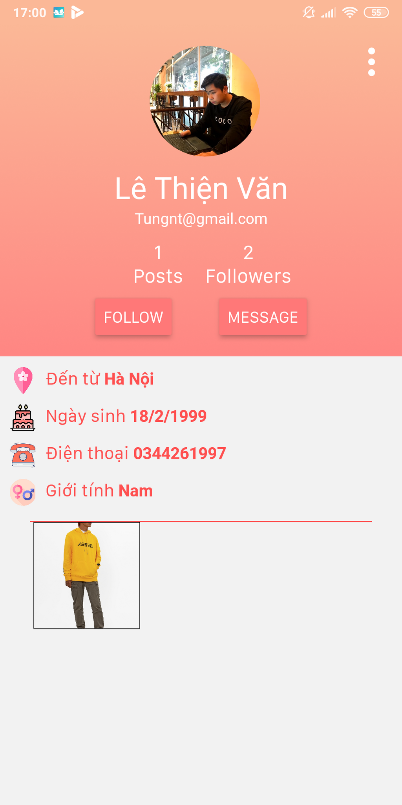 17:00
55
Lê Thiện Văn
Tungnt@gmail.com
1 2
Posts Followers
FOLLOW MESSAGE
Đến từ Hà Nội
Ngày sinh 18/2/1999
Điện thoại 0344261997
Giới tính Nam